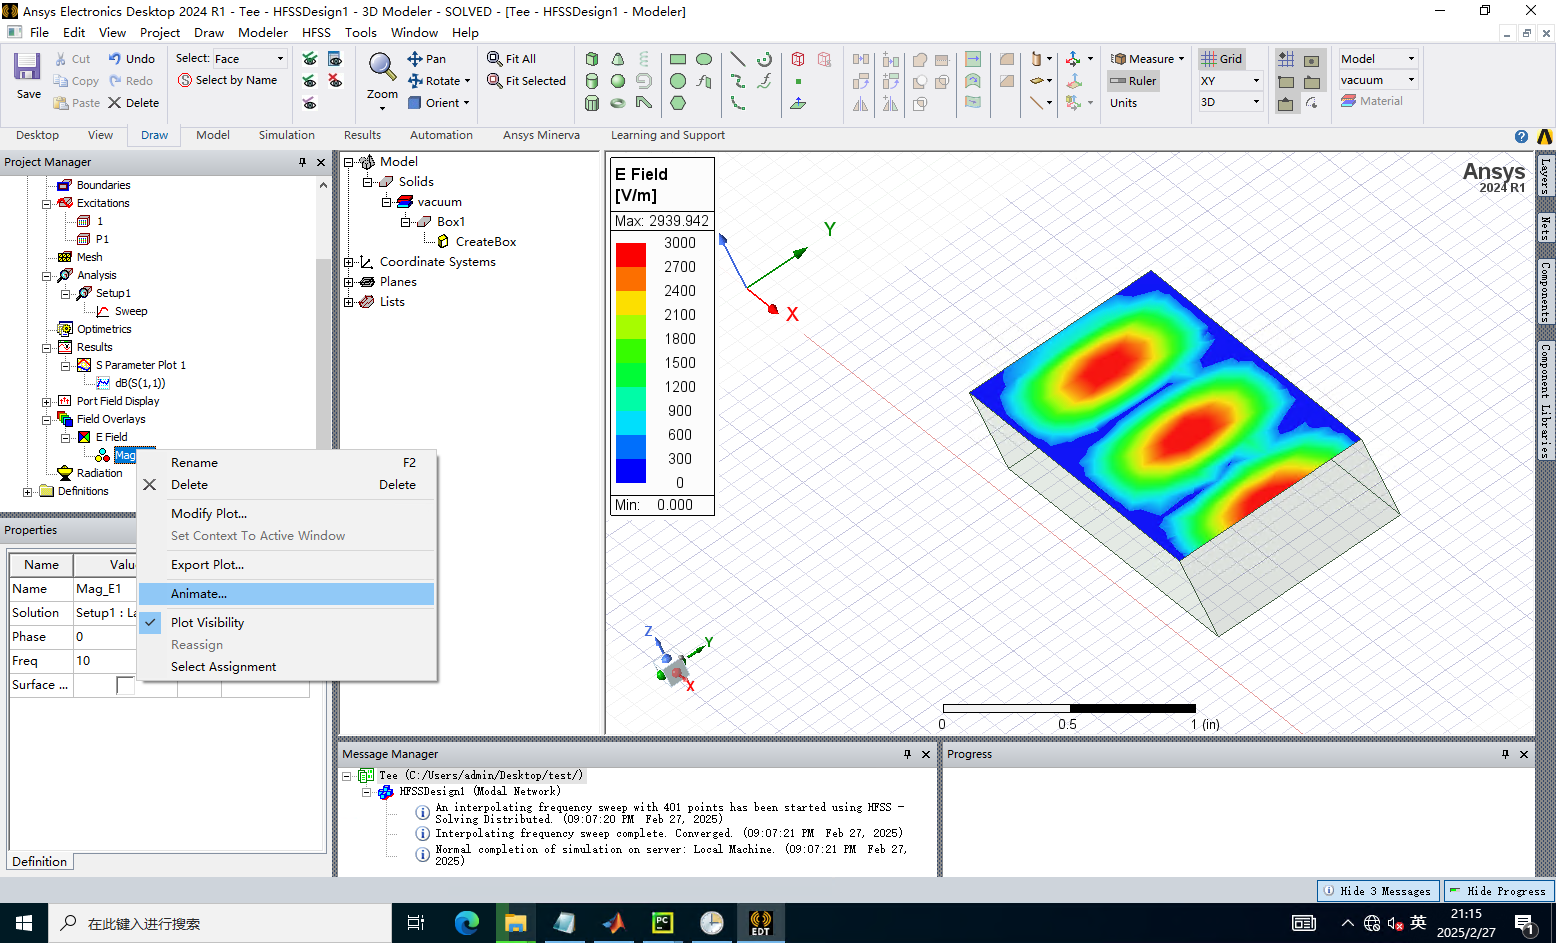 Ansys Electronics Desktop 2024 R1 - Tee - HFSSDesign1 - 3D Modeler - SOLVED - [Tee - HFSSDesign1 - Modeler]
File Edit View Project Draw Modeler HFSS Tools Window Help
Save
Cut
Copy
Paste
Undo
Redo
Delete
Select: Face
Select by Name
Zoom
Pan
Rotate
Orient
Fit All
Fit Selected
Measure
Ruler
Units
Grid
XY
3D
Model
vacuum
Material
Desktop View Draw Model Simulation Results Automation Ansys Minerva Learning and Support
Project Manager
Boundaries
Excitations
1
P1
Mesh
Analysis
Setup1
Sweep
Optimetrics
Results
S Parameter Plot 1
dB(S(1,1))
Port Field Display
Field Overlays
E Field
Mag
Radiation
Definitions
Rename F2
Delete Delete
Modify Plot...
Set Context To Active Window
Export Plot...
Animate...
Plot Visibility
Reassign
Select Assignment
Properties
Name Valu
Name Mag_E1
Solution Setup1 : La
Phase 0
Freq 10
Surface ...
Definition
Model
Solids
vacuum
Box1
CreateBox
Coordinate Systems
Planes
Lists
E Field
[V/m]
Max: 2939.942
3000
2700
2400
2100
1800
1500
1200
900
600
300
0
Min: 0.000
Y
X
Ansys
2024 R1
Z
Y
X
0 0.5 1 (in)
Layers
Nets
Components
Component Libraries
Message Manager
Tee (C:/Users/admin/Desktop/test/)
HFSSDesign1 (Modal Network)
An interpolating frequency sweep with 401 points has been started using HFSS -
Solving Distributed. (09:07:20 PM Feb 27, 2025)
Interpolating frequency sweep complete. Converged. (09:07:21 PM Feb 27, 2025)
Normal completion of simulation on server: Local Machine. (09:07:21 PM Feb 27,
2025)
Progress
Hide 3 Messages
Hide Progress
在此键入进行搜索
PC
EDT
英
21:15
2025/2/27
1